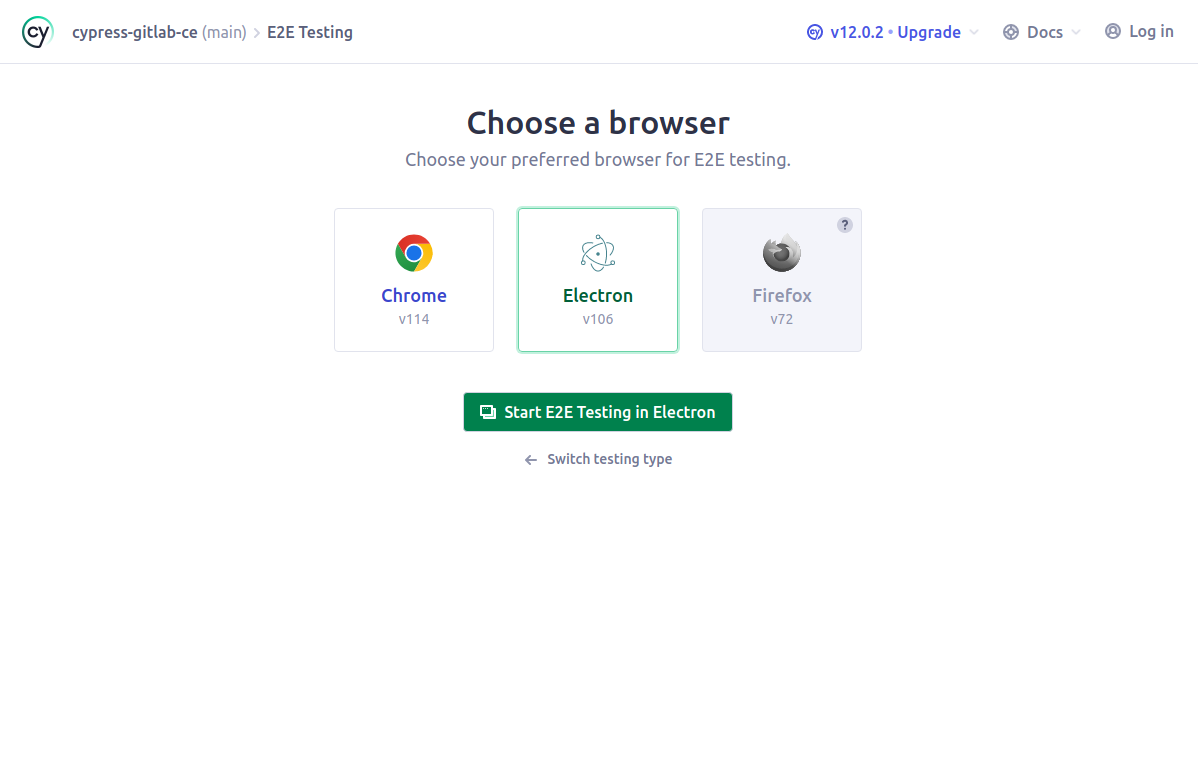 cy cypress-gitlab-ce (main) > E2E Testing v12.0.2 • Upgrade Docs Log in
Choose a browser
Choose your preferred browser for E2E testing.
?
Chrome Electron Firefox
v114 v106 v72
Start E2E Testing in Electron
← Switch testing type